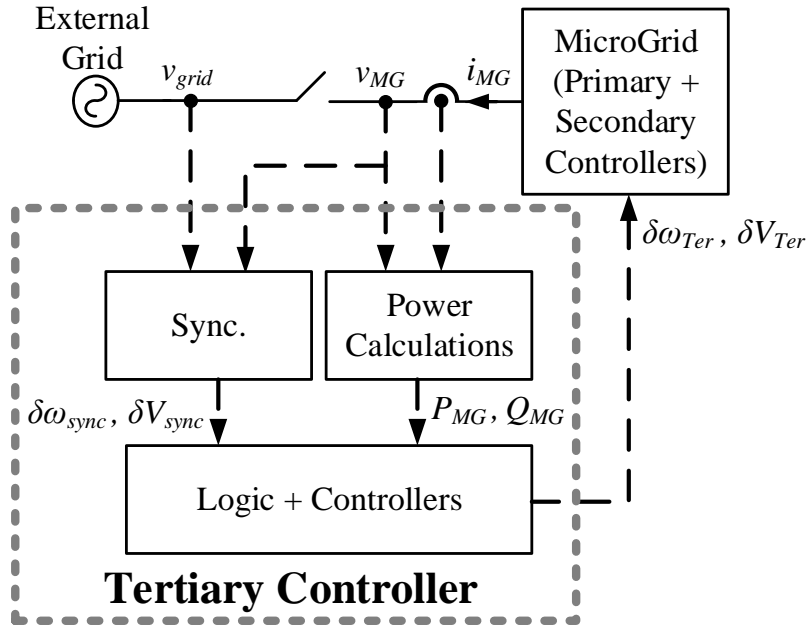 External
Grid
v_grid
v_MG
i_MG
MicroGrid
(Primary +
Secondary
Controllers)
δω_Ter , δV_Ter
Sync.
Power
Calculations
δω_sync, δV_sync
P_MG, Q_MG
Logic + Controllers
Tertiary Controller